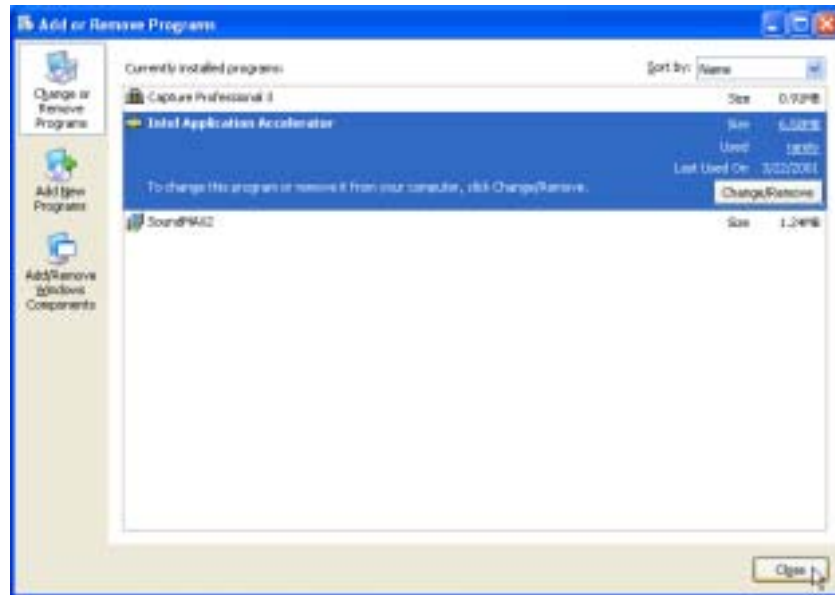 Add or Remove Programs
Change or
Remove
Programs
Add New
Programs
Add/Remove
Windows
Components
Currently installed programs:
Sort by: Name
Capture Professional 3
Size 0.93MB
Intel Application Accelerator
Size
Used rarely
Last Used On 3/22/2001
To change this program or remove it from your computer, click Change/Remove.
Change/Remove
SoundMAX2
Size 1.24MB
Close